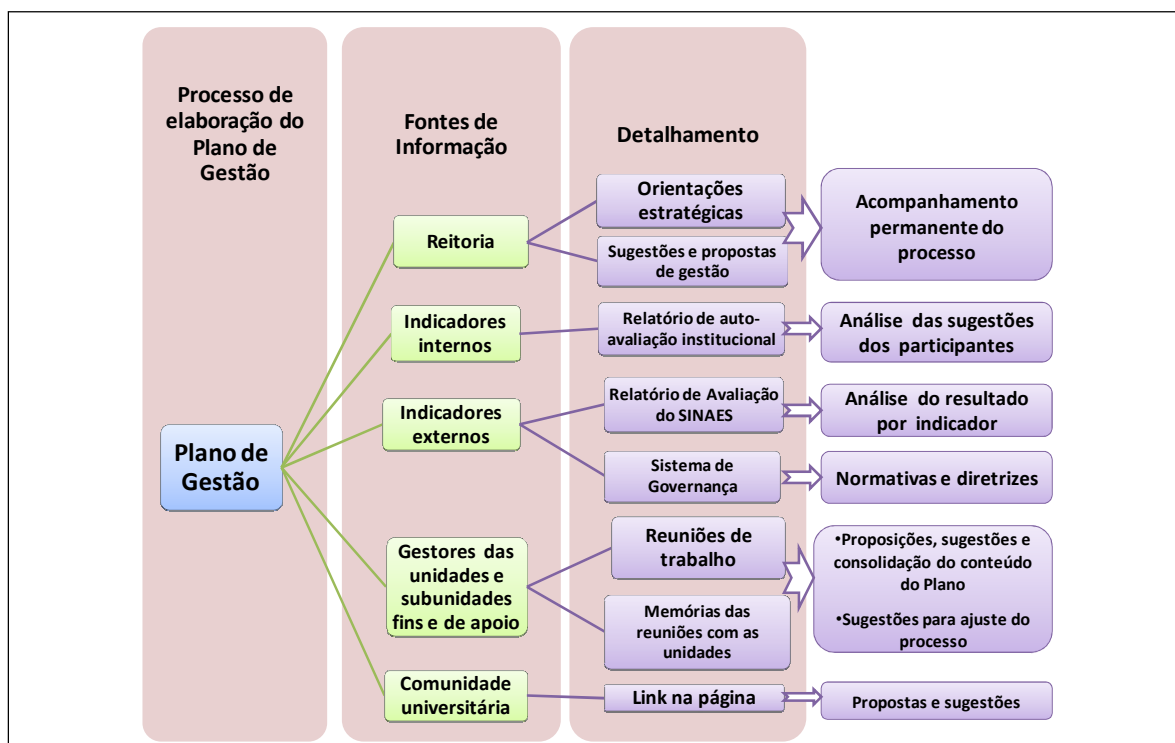 Processo de
elaboração do
Plano de
Gestão
Fontes de
Informação
Detalhamento
Plano de
Gestão
Reitoria
Orientações
estratégicas
Sugestões e propostas
de gestão
Acompanhamento
permanente do
processo
Indicadores
internos
Relatório de auto-
avaliação institucional
Análise das sugestões
dos participantes
Indicadores
externos
Relatório de Avaliação
do SINAES
Análise do resultado
por indicador
Sistema de
Governança
Normativas e diretrizes
Gestores das
unidades e
subunidades
fins e de apoio
Reuniões de
trabalho
Memórias das
reuniões com as
unidades
•Proposições, sugestões e
consolidação do conteúdo
do Plano
•Sugestões para ajuste do
processo
Comunidade
universitária
Link na página
Propostas e sugestões